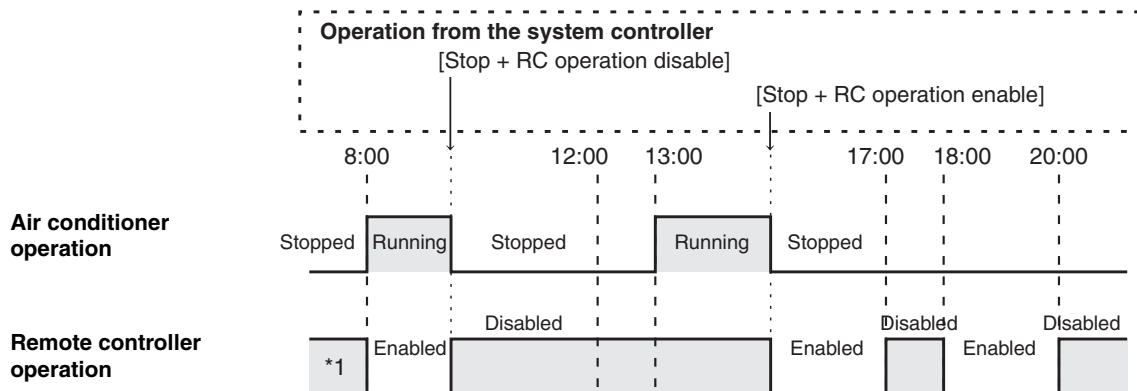 Operation from the system controller
[Stop + RC operation disable]
[Stop + RC operation enable]
8:00
12:00
13:00
17:00
18:00
20:00
Air conditioner
operation
Stopped
Running
Stopped
Running
Stopped
Remote controller
operation
*1
Enabled
Disabled
Enabled
Disabled
Enabled
Disabled